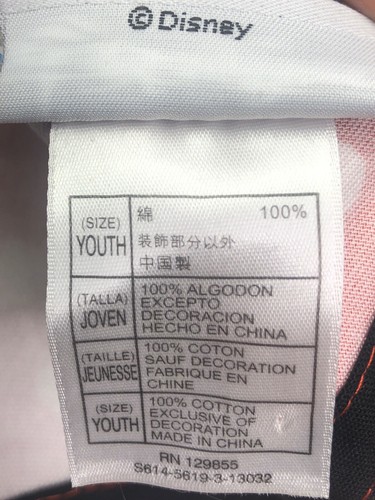 ©Disney
(SIZE)
YOUTH
綿 100%
装飾部分以外
中国製
(TALLA)
JOVEN
100% ALGODON
EXCEPTO
DECORACION
HECHO EN CHINA
(TAILLE)
JEUNESSE
100% COTON
SAUF DECORATION
FABRIQUE EN
CHINE
(SIZE)
YOUTH
100% COTTON
EXCLUSIVE OF
DECORATION
MADE IN CHINA
RN 129855
S614-5619-3-13032